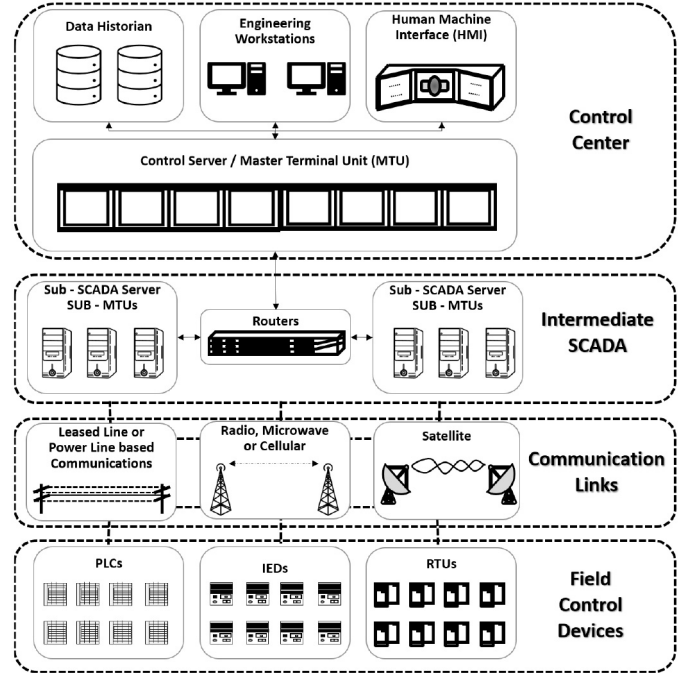 Data Historian
Engineering
Workstations
Human Machine
Interface (HMI)
Control Server / Master Terminal Unit (MTU)
Control
Center
Sub - SCADA Server
SUB - MTUs
Routers
Sub - SCADA Server
SUB - MTUs
Intermediate
SCADA
Leased Line or
Power Line based
Communications
Radio, Microwave
or Cellular
Satellite
Communication
Links
PLCs
IEDs
RTUs
Field
Control
Devices